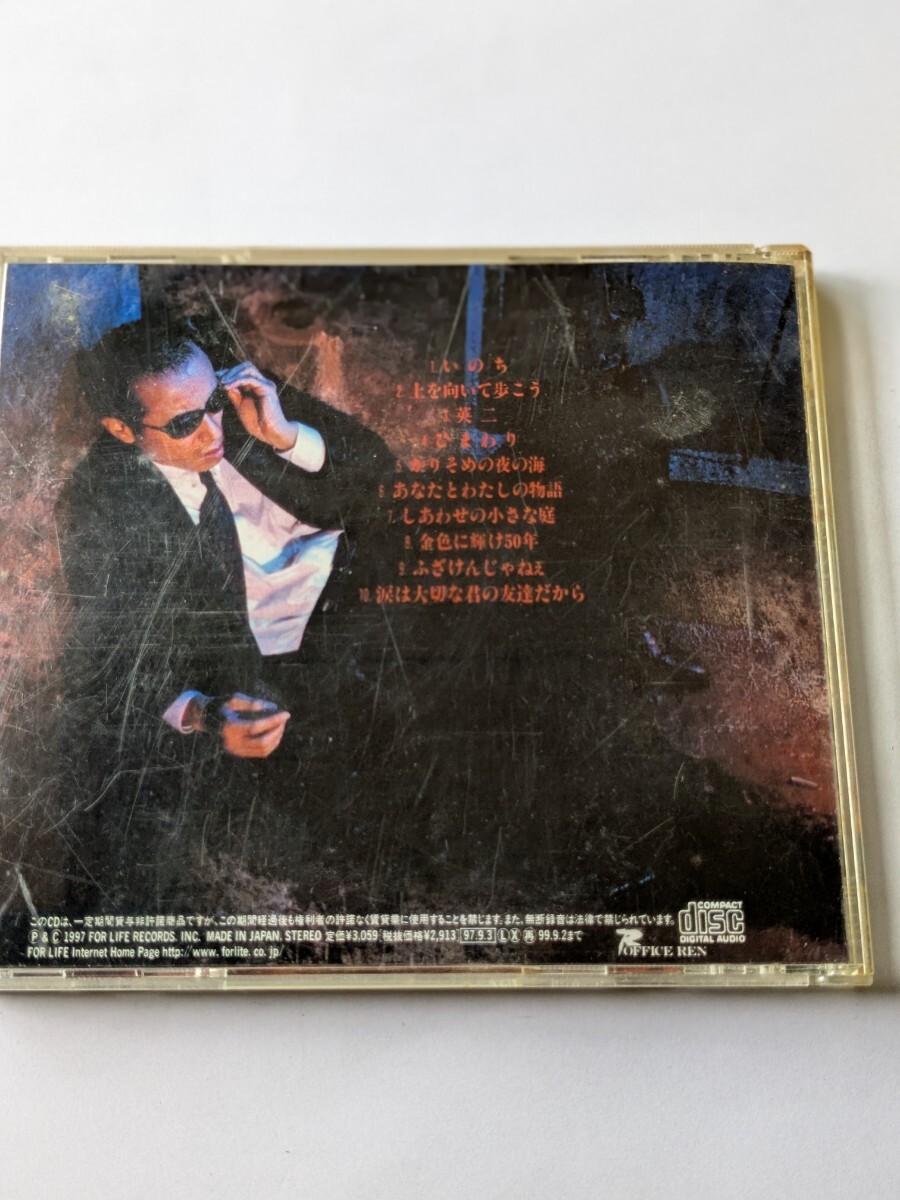 1.いのち
2.上を向いて歩こう
3.英二
4.ひまわり
5.かりそめの夜の海
6.あなたとわたしの物語
7.しあわせの小さな庭
8.金色に輝け50年
9.ふざけんじゃねぇ
10.涙は大切な君の友達だから
このCDは、一定期間貸与非許諾商品ですが、この期間経過後も権利者の許諾なく賃貸業に使用することを禁じます。また、無断録音は法律で禁じられています。
P & C 1997 FOR LIFE RECORDS. INC. MADE IN JAPAN. STEREO 定価¥3,059 税抜価格¥2,913 97.9.3 L X 再 99.9.2まで
FOR LIFE Internet Home Page http://www.forlife.co.jp/
COMPACT
disc
DIGITAL AUDIO
OFFICE REN